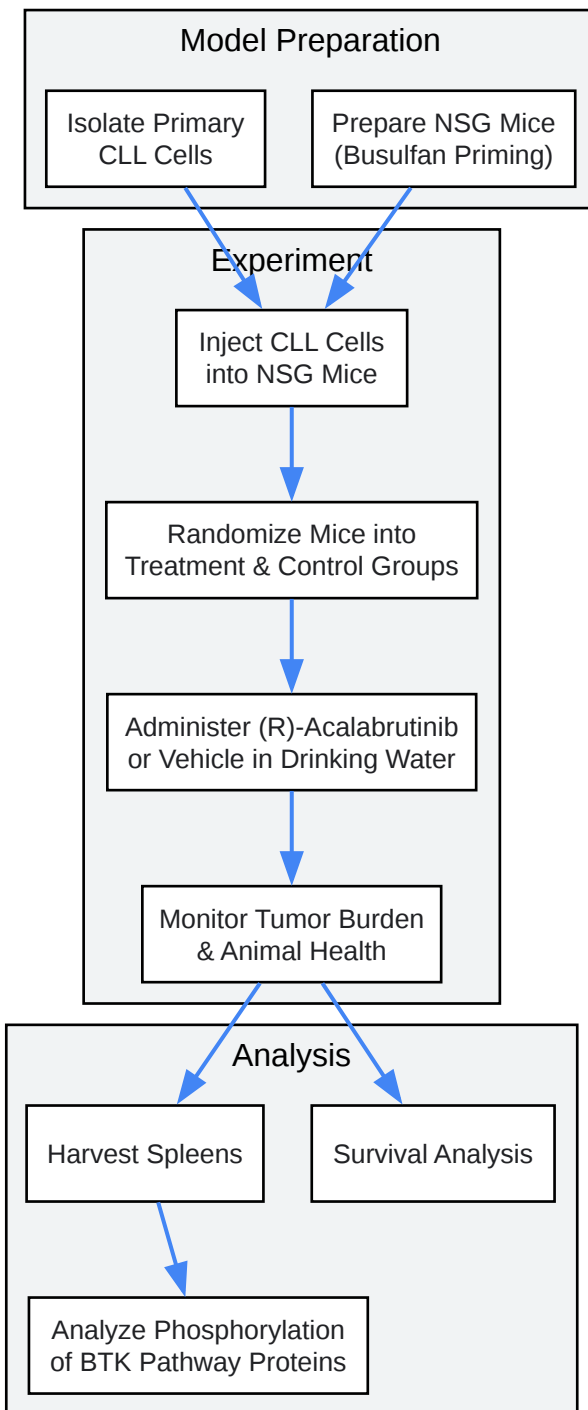 Model Preparation
Isolate Primary
CLL Cells
Prepare NSG Mice
(Busulfan Priming)
Experiment
Inject CLL Cells
into NSG Mice
Randomize Mice into
Treatment & Control Groups
Administer (R)-Acalabrutinib
or Vehicle in Drinking Water
Monitor Tumor Burden
& Animal Health
Analysis
Harvest Spleens
Survival Analysis
Analyze Phosphorylation
of BTK Pathway Proteins